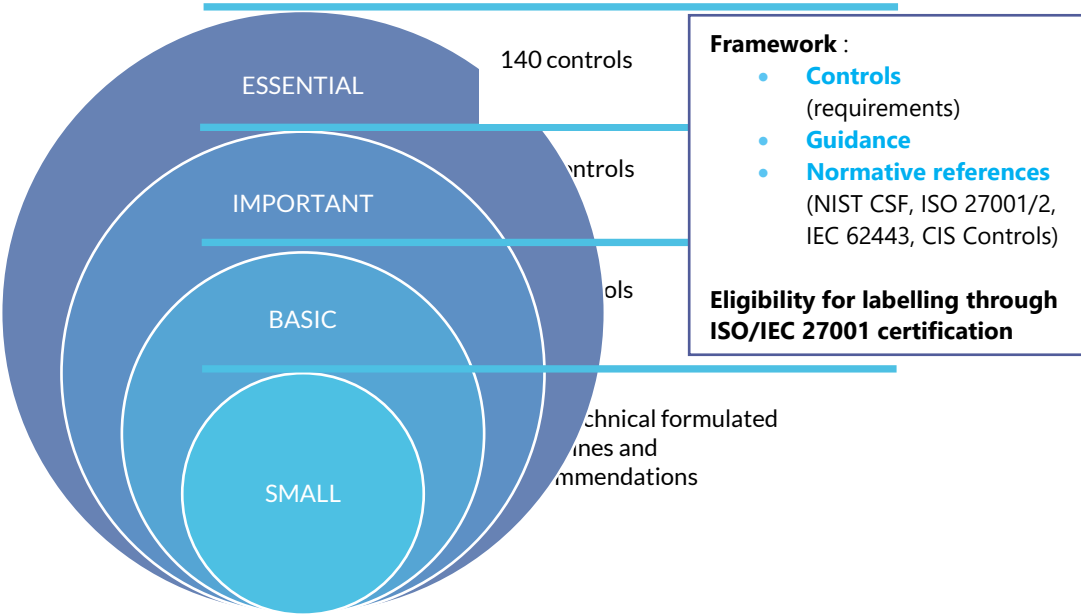 ESSENTIAL
140 controls
IMPORTANT
ntrols
BASIC
ols
SMALL
chnical formulated
ines and
mmendations
Framework :
• Controls
(requirements)
• Guidance
• Normative references
(NIST CSF, ISO 27001/2,
IEC 62443, CIS Controls)
Eligibility for labelling through
ISO/IEC 27001 certification